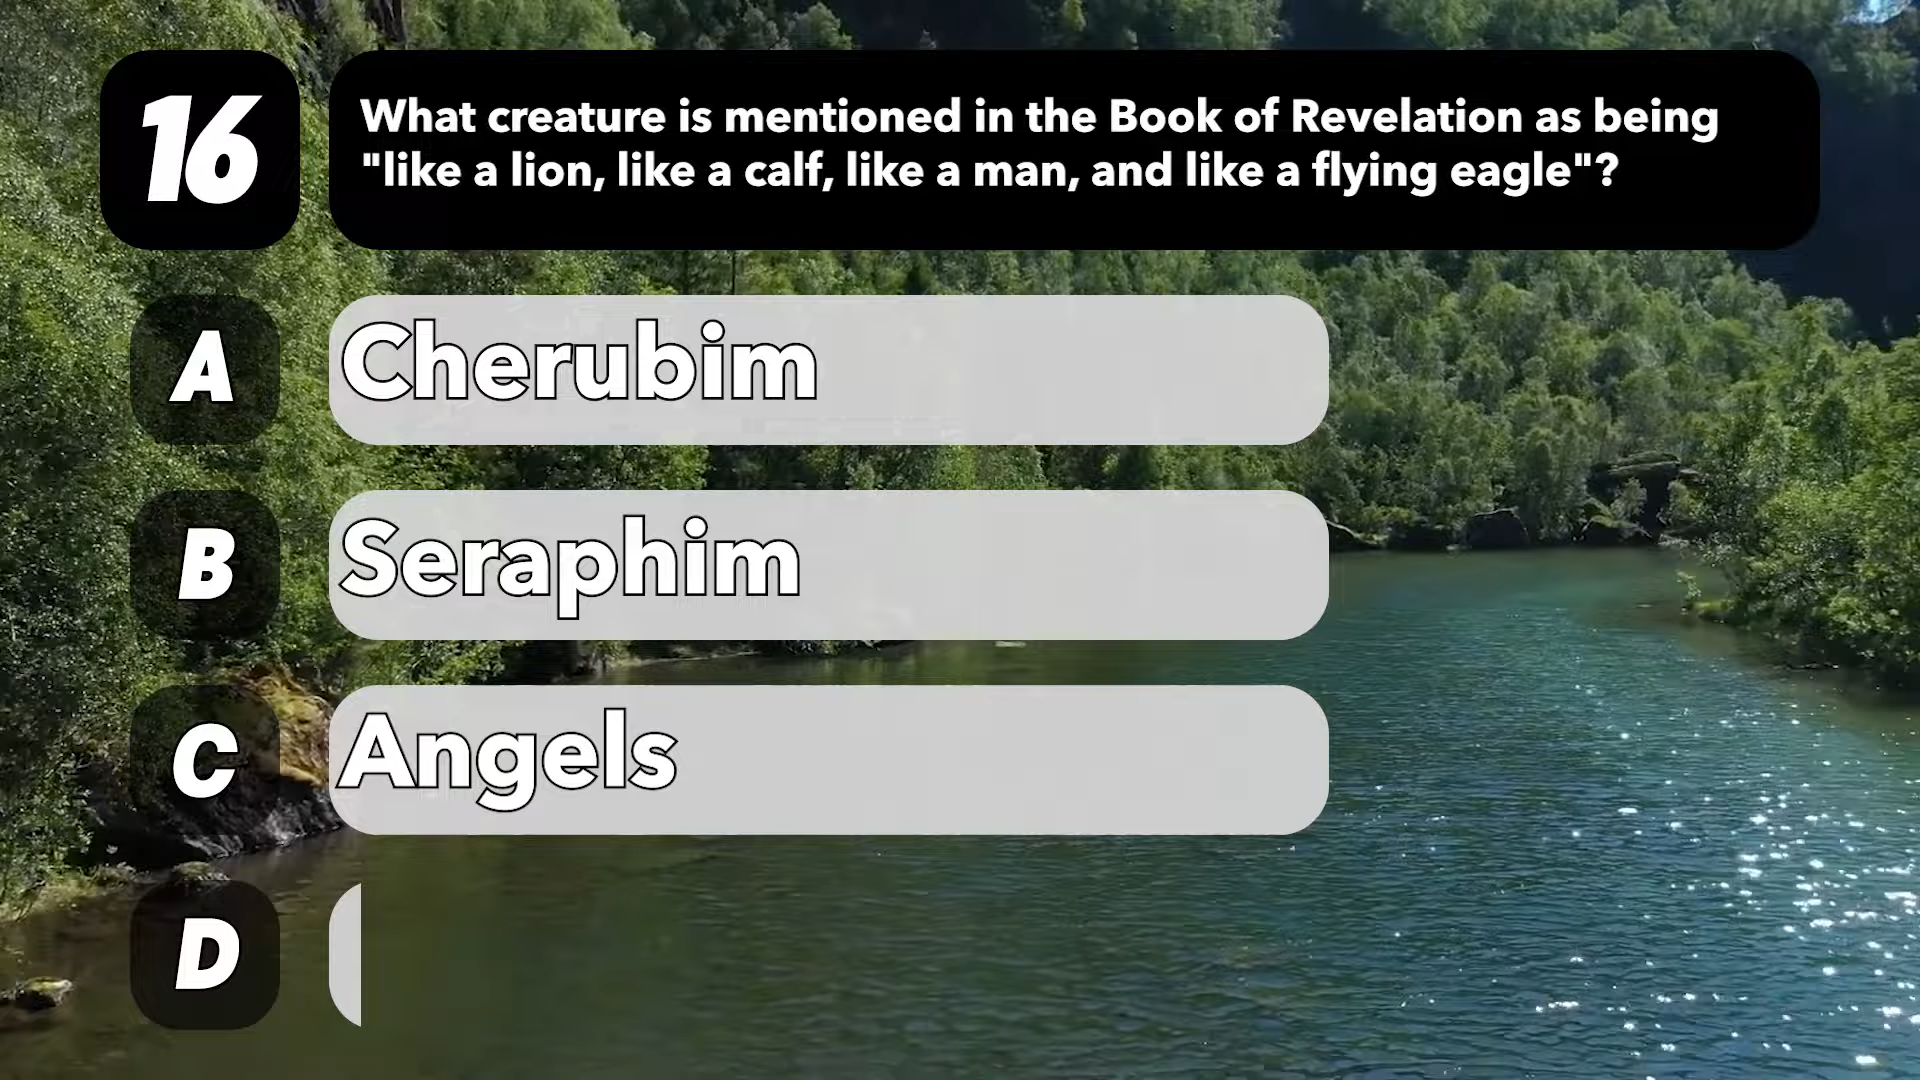 16
What creature is mentioned in the Book of Revelation as being
"like a lion, like a calf, like a man, and like a flying eagle"?
A
Cherubim
B
Seraphim
C
Angels
D